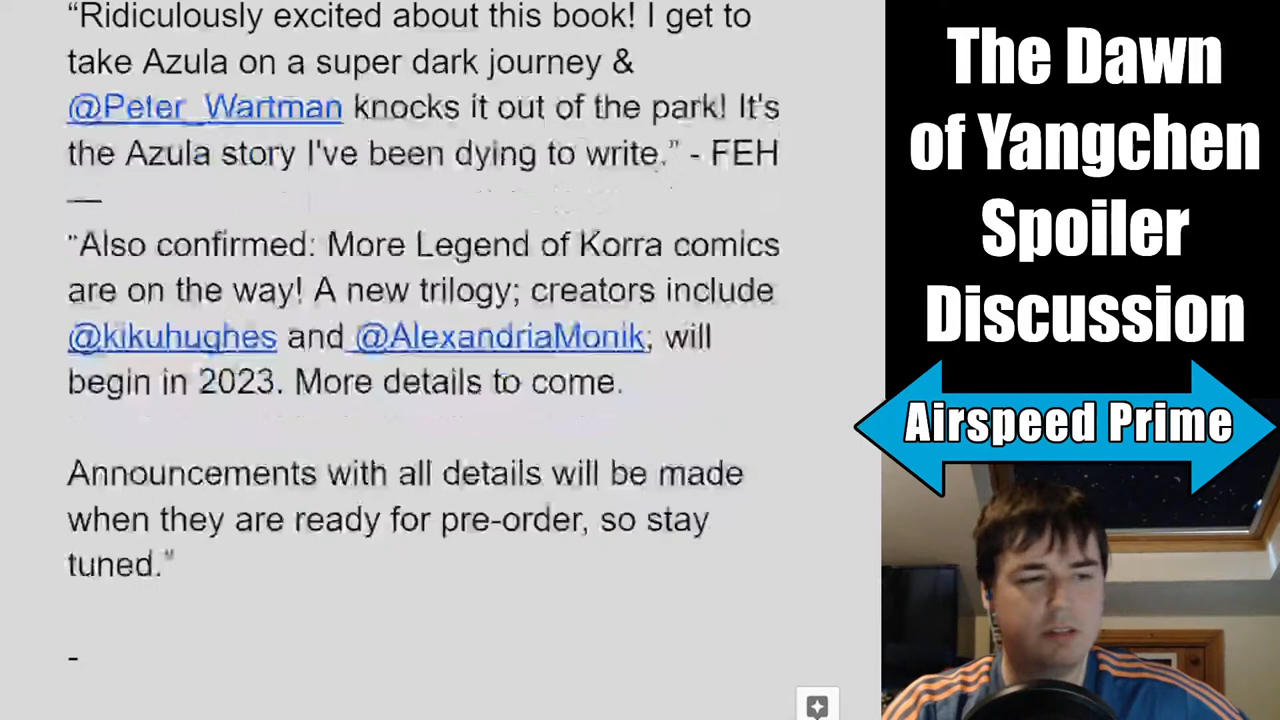 “Ridiculously excited about this book! I get to
take Azula on a super dark journey &
@Peter_Wartman knocks it out of the park! It's
the Azula story I've been dying to write.” - FEH
—
“Also confirmed: More Legend of Korra comics
are on the way! A new trilogy; creators include
@kikuhughes and @AlexandriaMonik; will
begin in 2023. More details to come.
Announcements with all details will be made
when they are ready for pre-order, so stay
tuned.”
-
The Dawn
of Yangchen
Spoiler
Discussion
Airspeed Prime